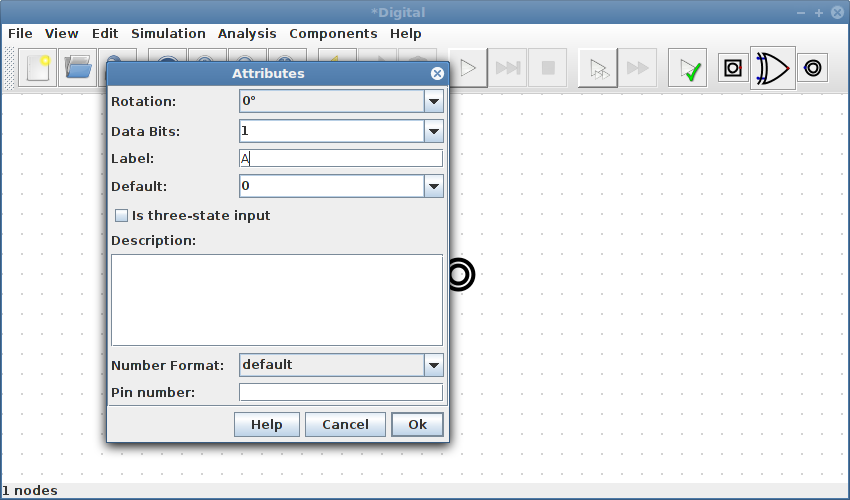 *Digital
File View Edit Simulation Analysis Components Help
Attributes
Rotation: 0°
Data Bits: 1
Label: A
Default: 0
Is three-state input
Description:
Number Format: default
Pin number:
Help Cancel Ok
1 nodes